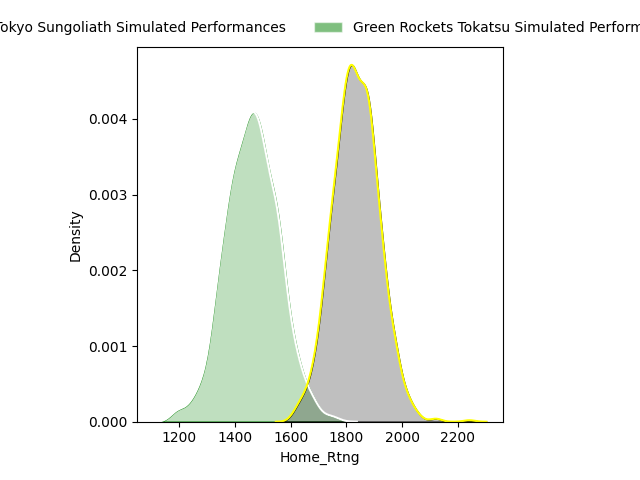 Tokyo Sungoliath Simulated Performances Green Rockets Tokatsu Simulated Perform
0.004
0.003
0.002
0.001
0.000
Density
1200 1400 1600 1800 2000 2200
Home_Rtng